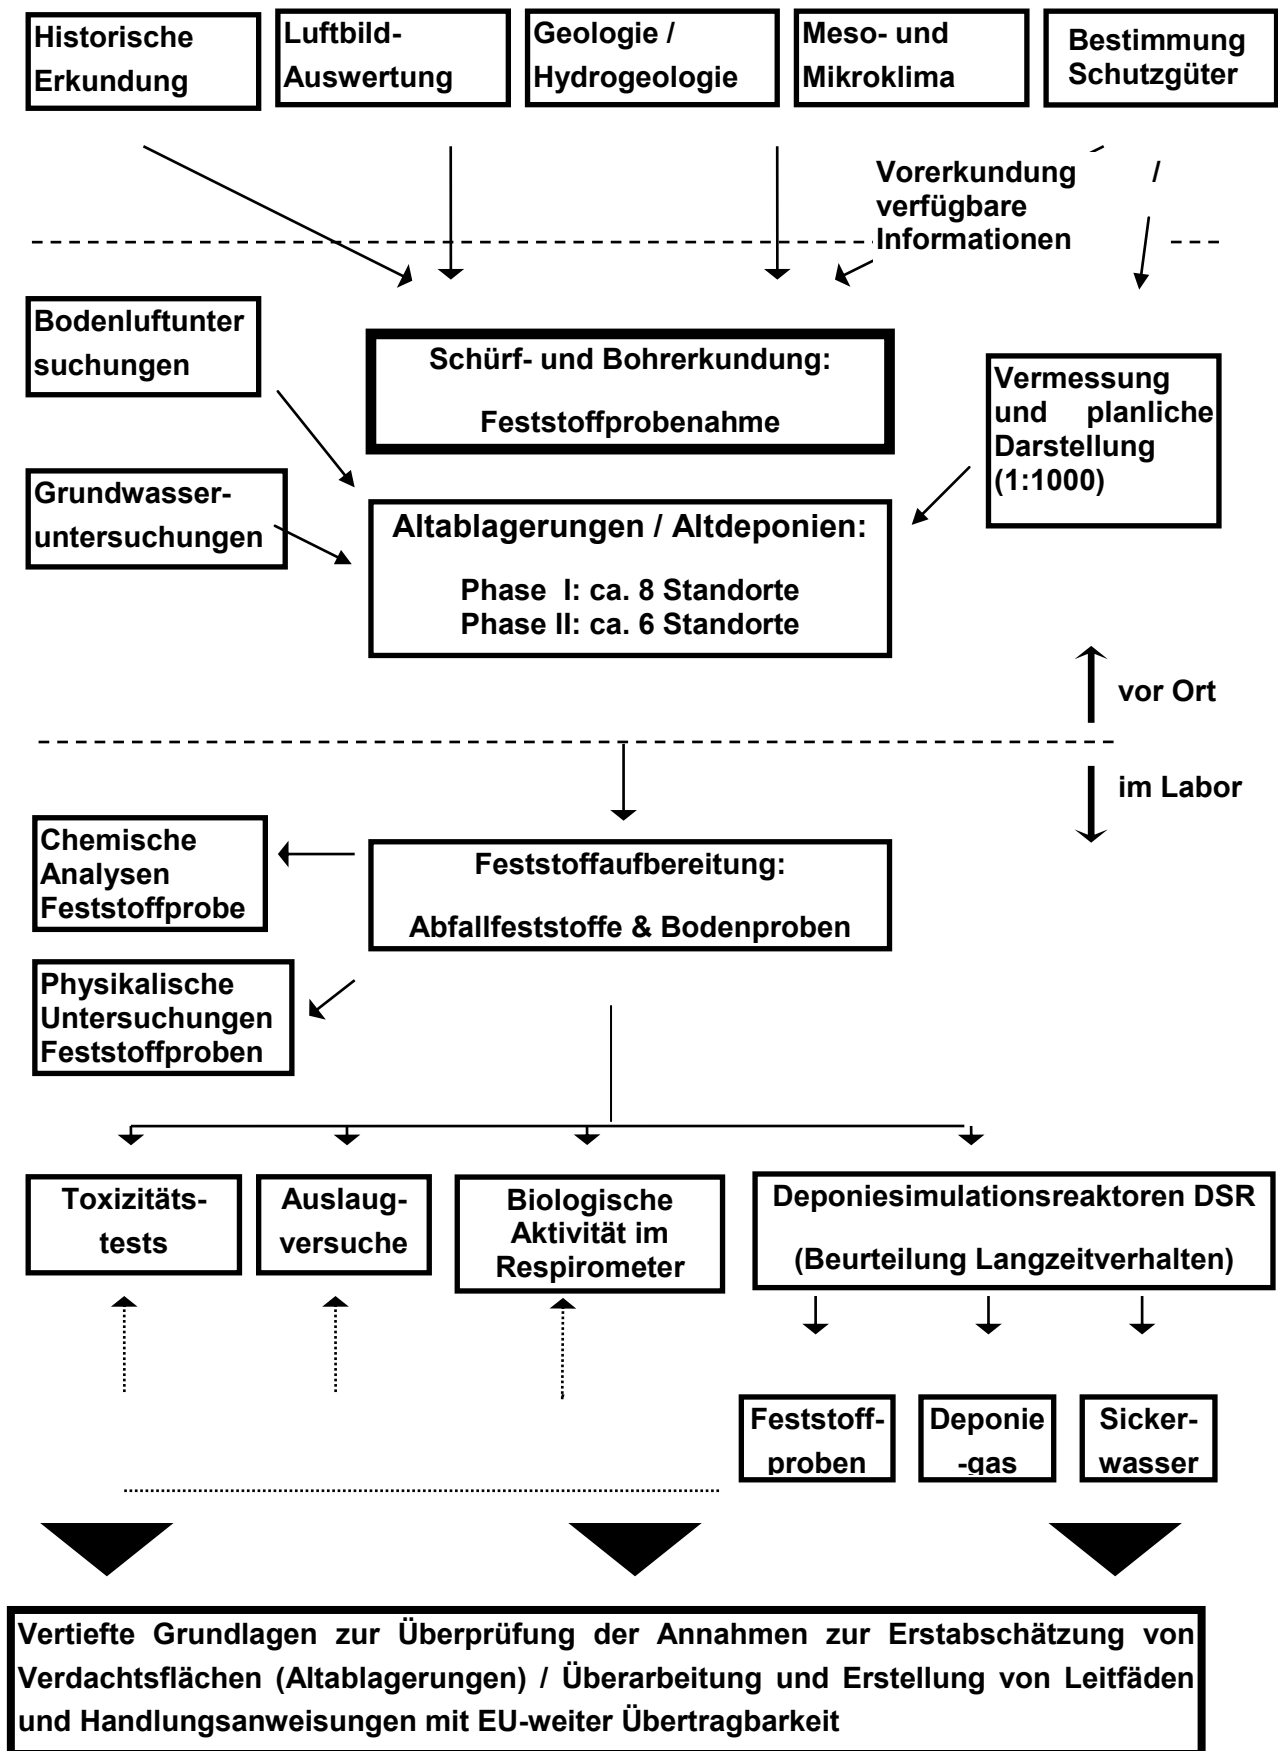 Historische
Erkundung
Luftbild-
Auswertung
Geologie /
Hydrogeologie
Meso- und
Mikroklima
Bestimmung
Schutzgüter
Vorerkundung /
verfügbare
Informationen
Bodenluftunter
suchungen
Schürf- und Bohrerkundung:
Feststoffprobenahme
Vermessung
und planliche
Darstellung
(1:1000)
Grundwasser-
untersuchungen
Altablagerungen / Altdeponien:
Phase I: ca. 8 Standorte
Phase II: ca. 6 Standorte
vor Ort
im Labor
Chemische
Analysen
Feststoffprobe
Feststoffaufbereitung:
Abfallfeststoffe & Bodenproben
Physikalische
Untersuchungen
Feststoffproben
Toxizitäts-
tests
Auslaug-
versuche
Biologische
Aktivität im
Respirometer
Deponiesimulationsreaktoren DSR
(Beurteilung Langzeitverhalten)
Feststoff-
proben
Deponie
-gas
Sicker-
wasser
Vertiefte Grundlagen zur Überprüfung der Annahmen zur Erstabschätzung von
Verdachtsflächen (Altablagerungen) / Überarbeitung und Erstellung von Leitfäden
und Handlungsanweisungen mit EU-weiter Übertragbarkeit